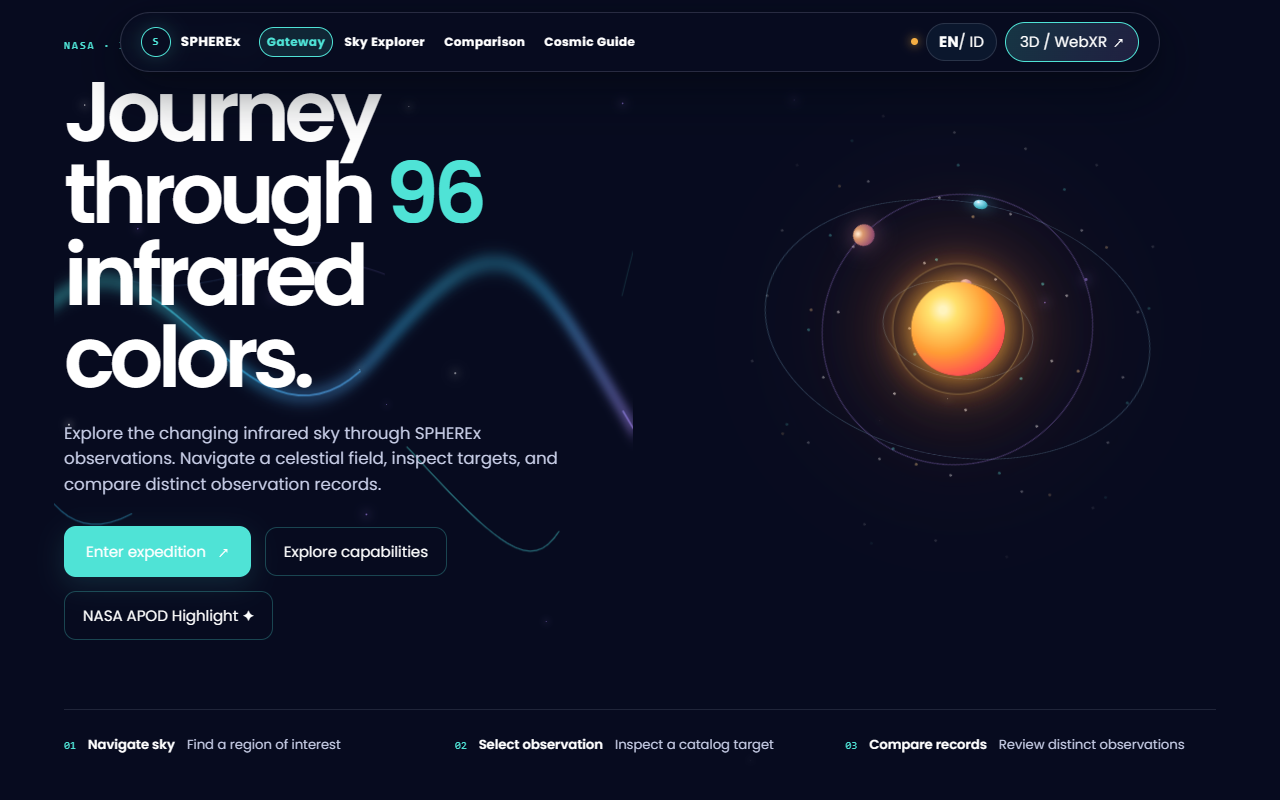 NASA ·
S SPHEREx Gateway Sky Explorer Comparison Cosmic Guide EN/ ID 3D / WebXR ↗
Journey
through 96
infrared
colors.
Explore the changing infrared sky through SPHEREx
observations. Navigate a celestial field, inspect targets, and
compare distinct observation records.
Enter expedition ↗ Explore capabilities
NASA APOD Highlight ✦
01 Navigate sky Find a region of interest
02 Select observation Inspect a catalog target
03 Compare records Review distinct observations